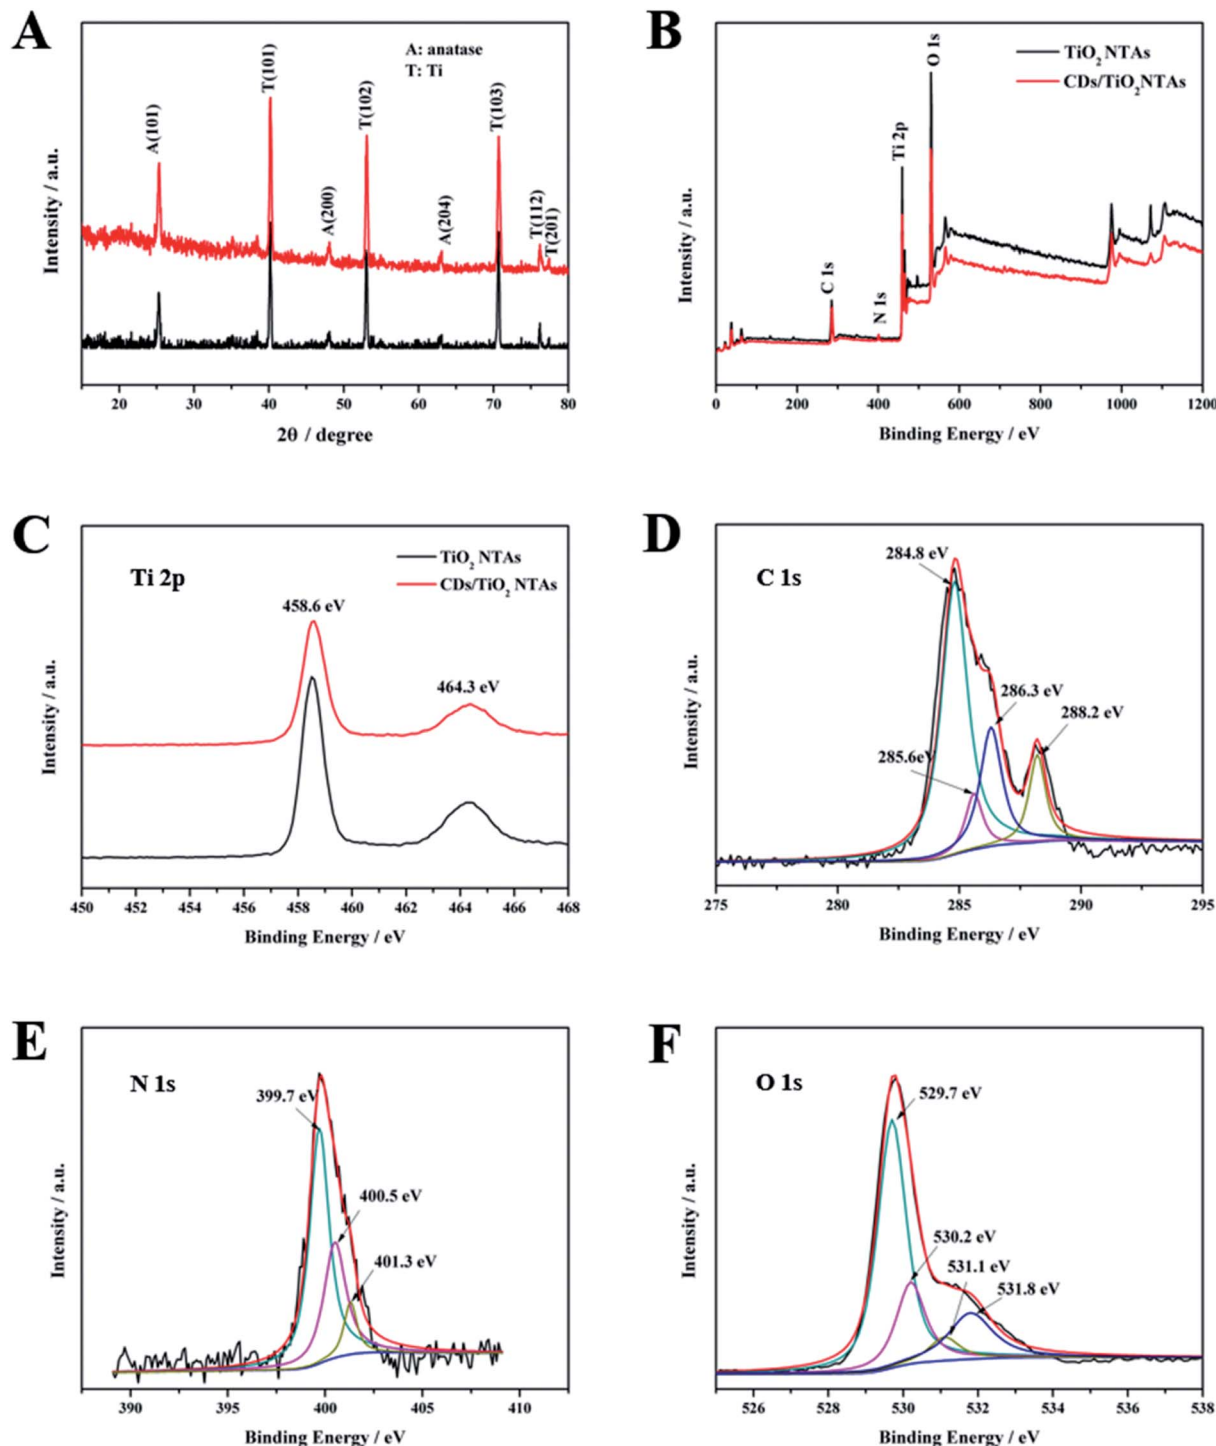 A
A: anatase
T: Ti
A(101)
T(101)
A(200)
T(102)
A(204)
T(103)
T(112)
T(201)
Intensity / a.u.
20 30 40 50 60 70 80
2θ / degree
B
TiO2 NTAs
CDs/TiO2NTAs
C 1s
N 1s
Ti 2p
O 1s
Intensity / a.u.
0 200 400 600 800 1000 1200
Binding Energy / eV
C
Ti 2p
TiO2 NTAs
CDs/TiO2 NTAs
458.6 eV
464.3 eV
Intensity / a.u.
450 452 454 456 458 460 462 464 466 468
Binding Energy / eV
D
C 1s
284.8 eV
286.3 eV
288.2 eV
285.6eV
Intensity / a.u.
275 280 285 290 295
Binding Energy / eV
E
N 1s
399.7 eV
400.5 eV
401.3 eV
Intensity / a.u.
390 395 400 405 410
Binding Energy / eV
F
O 1s
529.7 eV
530.2 eV
531.1 eV
531.8 eV
Intensity / a.u.
526 528 530 532 534 536 538
Binding Energy / eV